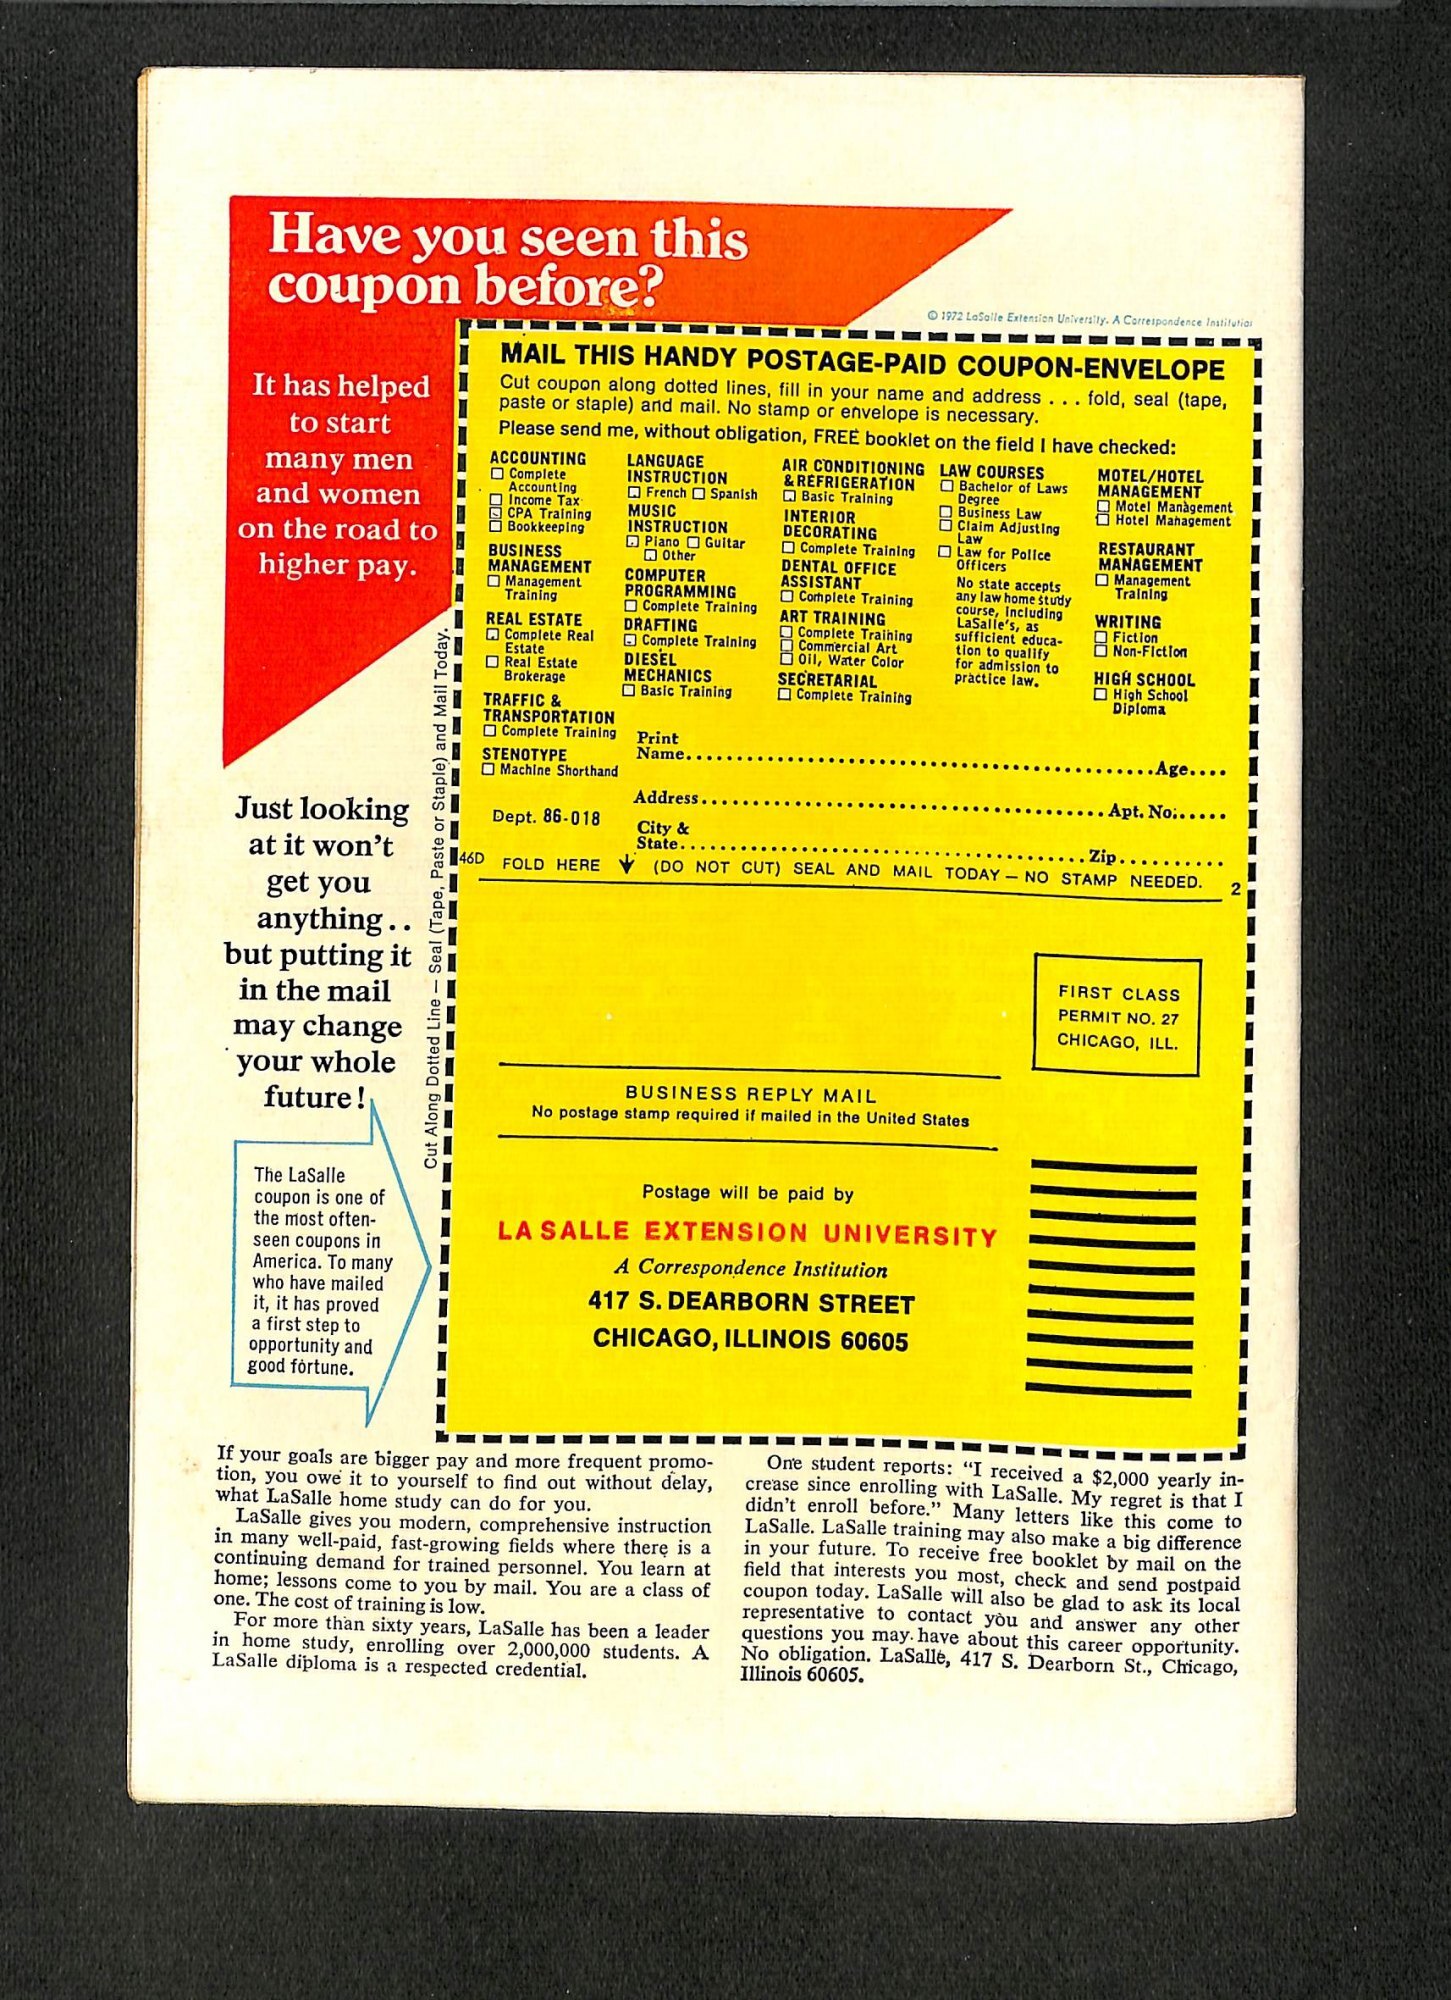 Have you seen this
coupon before?
It has helped
to start
many men
and women
on the road to
higher pay.
Just looking
at it won't
get you
anything..
but putting it
in the mail
may change
your whole
future!
The LaSalle
coupon is one of
the most often-
seen coupons in
America. To many
who have mailed
it, it has proved
a first step to
opportunity and
good fortune.
Cut Along Dotted Line — Seal (Tape, Paste or Staple) and Mail Today.
© 1972 LaSalle Extension University. A Correspondence Institution
MAIL THIS HANDY POSTAGE-PAID COUPON-ENVELOPE
Cut coupon along dotted lines, fill in your name and address . . . fold, seal (tape,
paste or staple) and mail. No stamp or envelope is necessary.
Please send me, without obligation, FREE booklet on the field I have checked:
ACCOUNTING
☐ Complete
Accounting
☐ Income Tax
☐ CPA Training
☐ Bookkeeping
BUSINESS
MANAGEMENT
☐ Management
Training
REAL ESTATE
☐ Complete Real
Estate
☐ Real Estate
Brokerage
TRAFFIC &
TRANSPORTATION
☐ Complete Training
STENOTYPE
☐ Machine Shorthand
LANGUAGE
INSTRUCTION
☐ French ☐ Spanish
MUSIC
INSTRUCTION
☐ Piano ☐ Guitar
☐ Other
COMPUTER
PROGRAMMING
☐ Complete Training
DRAFTING
☐ Complete Training
DIESEL
MECHANICS
☐ Basic Training
AIR CONDITIONING
& REFRIGERATION
☐ Basic Training
INTERIOR
DECORATING
☐ Complete Training
DENTAL OFFICE
ASSISTANT
☐ Complete Training
ART TRAINING
☐ Complete Training
☐ Commercial Art
☐ Oil, Water Color
SECRETARIAL
☐ Complete Training
LAW COURSES
☐ Bachelor of Laws
Degree
☐ Business Law
☐ Claim Adjusting
Law
☐ Law for Police
Officers
No state accepts
any law home study
course, including
LaSalle's, as
sufficient educa-
tion to qualify
for admission to
practice law.
MOTEL/HOTEL
MANAGEMENT
☐ Motel Management
☐ Hotel Management
RESTAURANT
MANAGEMENT
☐ Management
Training
WRITING
☐ Fiction
☐ Non-Fiction
HIGH SCHOOL
☐ High School
Diploma
Print
Name........................................................Age....
Address..................................................Apt. No......
Dept. 86-018
City &
State..................................................Zip...........
46D FOLD HERE ↓ (DO NOT CUT) SEAL AND MAIL TODAY — NO STAMP NEEDED. 2
FIRST CLASS
PERMIT NO. 27
CHICAGO, ILL.
BUSINESS REPLY MAIL
No postage stamp required if mailed in the United States
Postage will be paid by
LA SALLE EXTENSION UNIVERSITY
A Correspondence Institution
417 S. DEARBORN STREET
CHICAGO, ILLINOIS 60605
If your goals are bigger pay and more frequent promo-
tion, you owe it to yourself to find out without delay,
what LaSalle home study can do for you.
LaSalle gives you modern, comprehensive instruction
in many well-paid, fast-growing fields where there is a
continuing demand for trained personnel. You learn at
home; lessons come to you by mail. You are a class of
one. The cost of training is low.
For more than sixty years, LaSalle has been a leader
in home study, enrolling over 2,000,000 students. A
LaSalle diploma is a respected credential.
One student reports: "I received a $2,000 yearly in-
crease since enrolling with LaSalle. My regret is that I
didn't enroll before." Many letters like this come to
LaSalle. LaSalle training may also make a big difference
in your future. To receive free booklet by mail on the
field that interests you most, check and send postpaid
coupon today. LaSalle will also be glad to ask its local
representative to contact you and answer any other
questions you may have about this career opportunity.
No obligation. LaSalle, 417 S. Dearborn St., Chicago,
Illinois 60605.